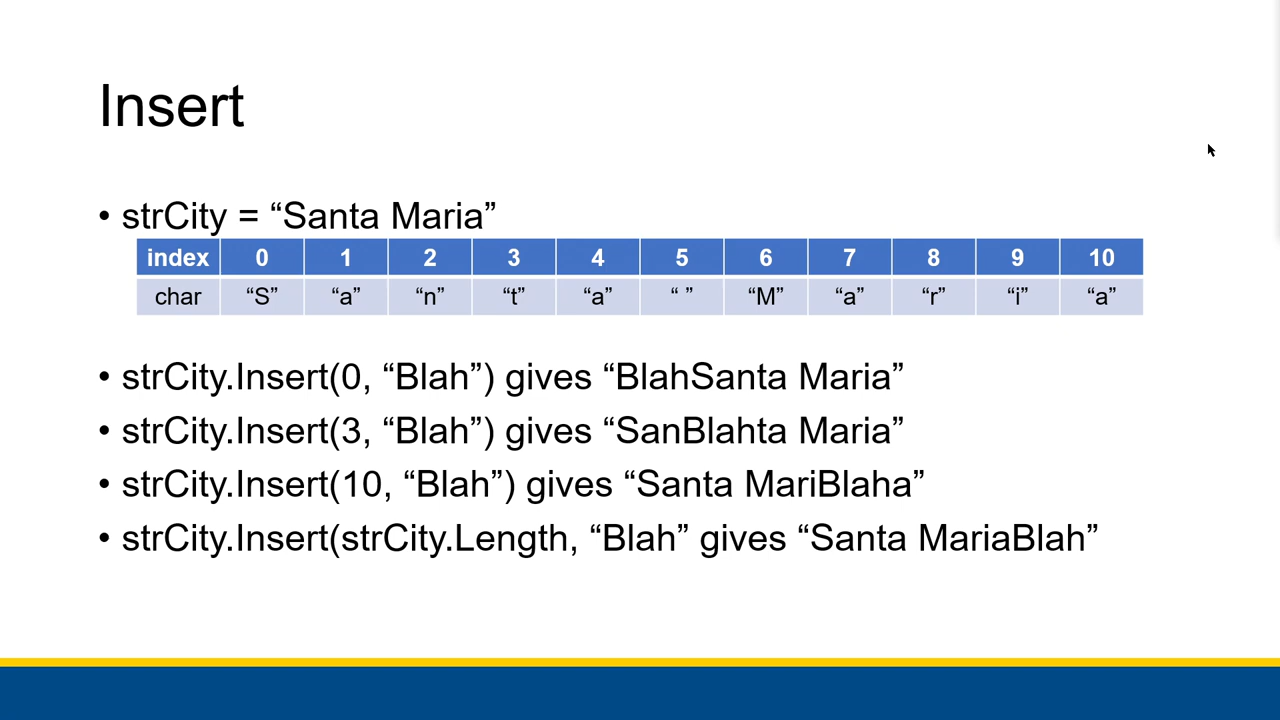 Insert
• strCity = “Santa Maria”
index 0 1 2 3 4 5 6 7 8 9 10
char “S” “a” “n” “t” “a” “ ” “M” “a” “r” “i” “a”
• strCity.Insert(0, “Blah”) gives “BlahSanta Maria”
• strCity.Insert(3, “Blah”) gives “SanBlahta Maria”
• strCity.Insert(10, “Blah”) gives “Santa MariBlaha”
• strCity.Insert(strCity.Length, “Blah” gives “Santa MariaBlah”